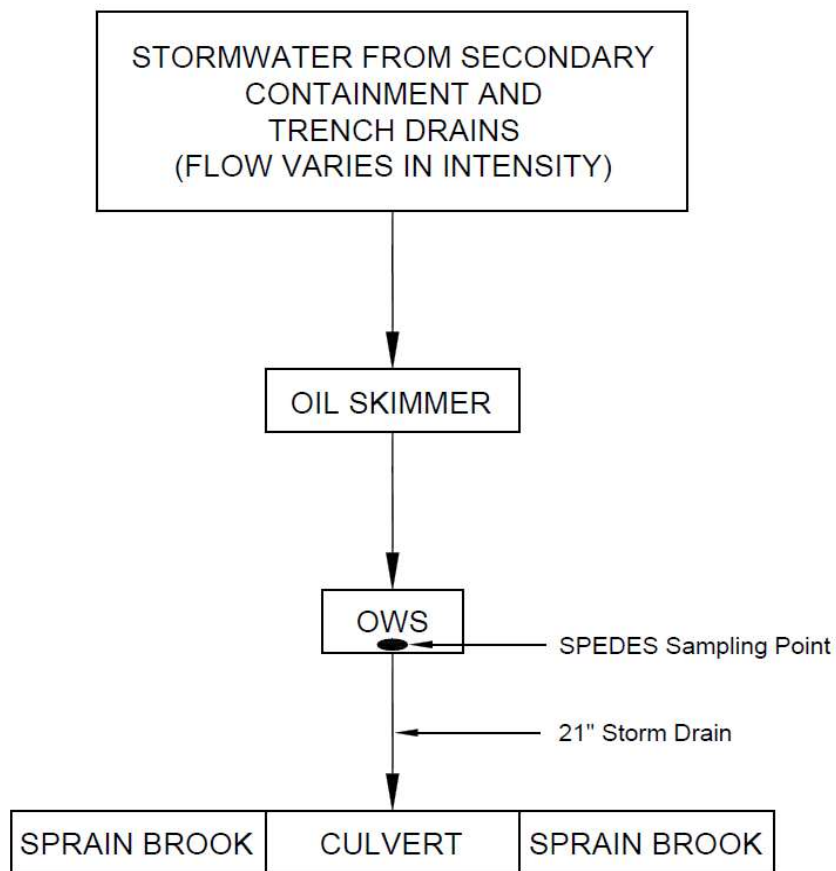 STORMWATER FROM SECONDARY
CONTAINMENT AND
TRENCH DRAINS
(FLOW VARIES IN INTENSITY)
OIL SKIMMER
OWS
SPEDES Sampling Point
21" Storm Drain
SPRAIN BROOK
CULVERT
SPRAIN BROOK